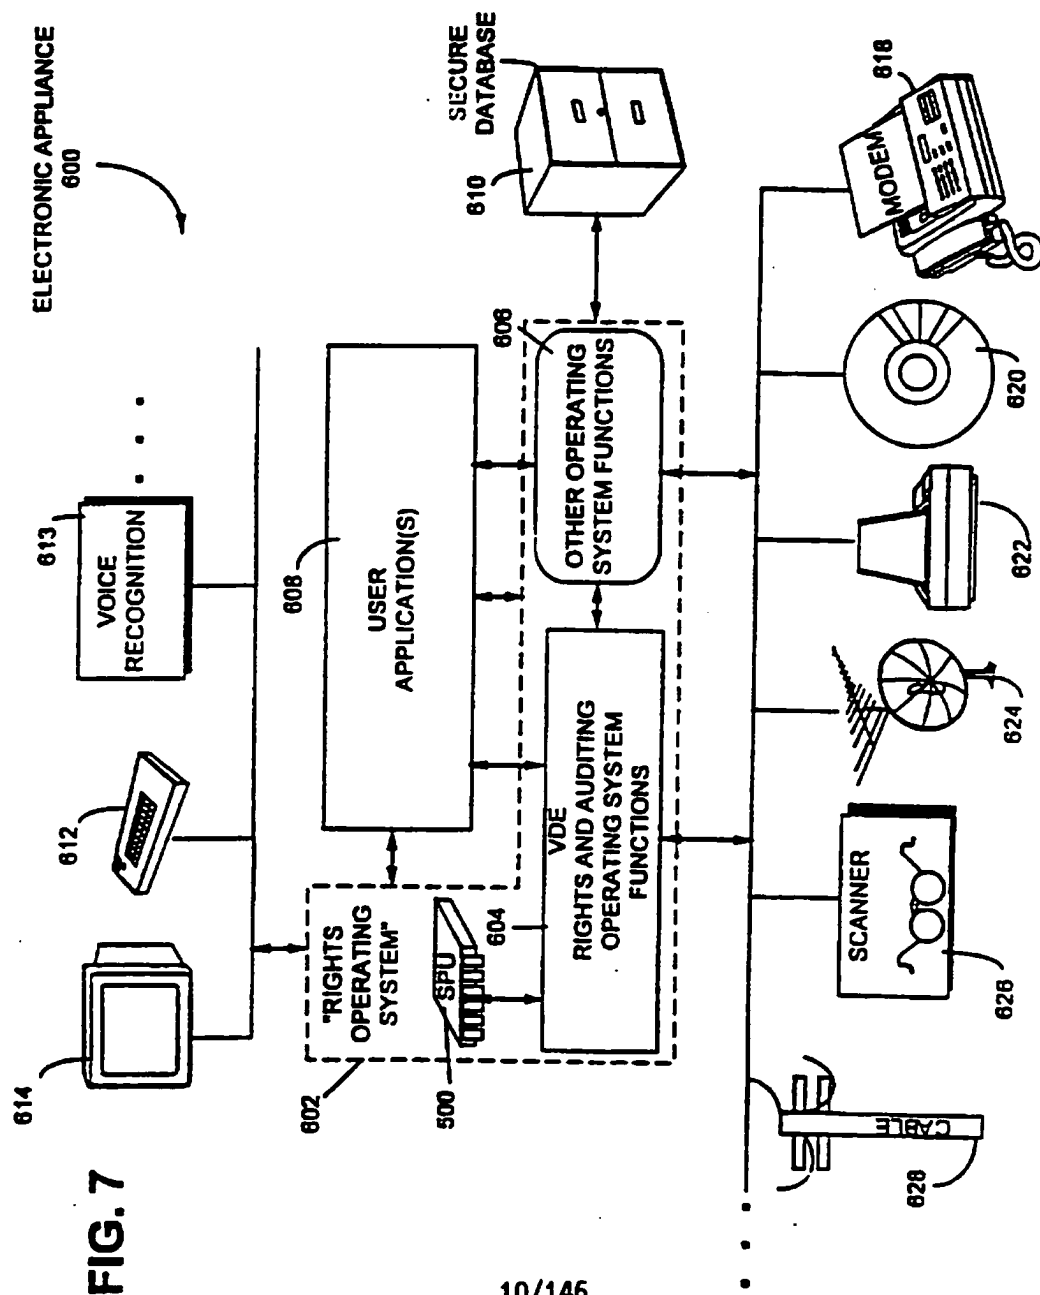 ELECTRONIC APPLIANCE
600
614
612
613
VOICE
RECOGNITION
. . .
602
"RIGHTS
OPERATING
SYSTEM"
608
USER
APPLICATION(S)
610
SECURE
DATABASE
500
SPU
604
VDE
RIGHTS AND AUDITING
OPERATING SYSTEM
FUNCTIONS
606
OTHER OPERATING
SYSTEM FUNCTIONS
. . .
CABLE
628
SCANNER
626
624
622
620
MODEM
618
FIG. 7
10/146